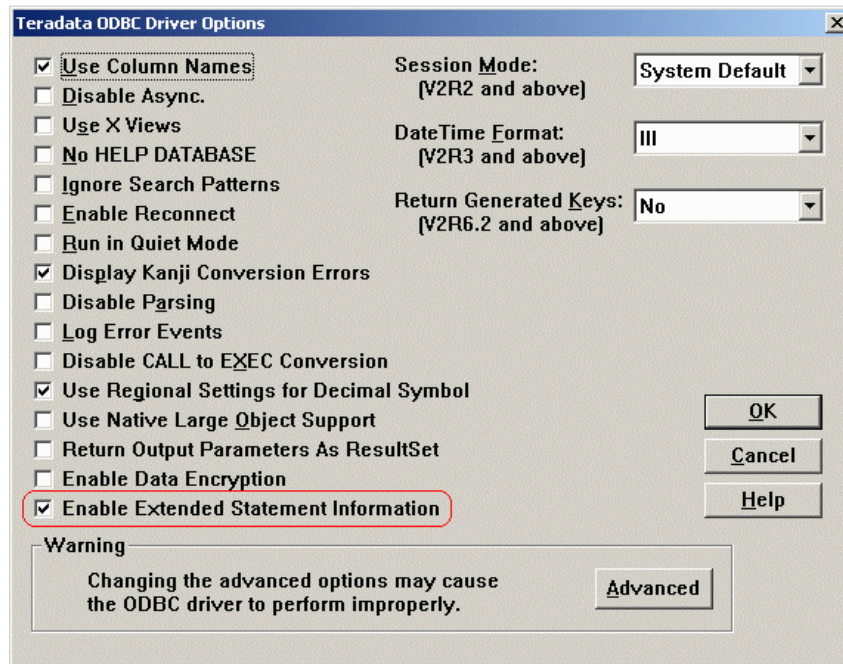 Teradata ODBC Driver Options
Use Column Names
Disable Async.
Use X Views
No HELP DATABASE
Ignore Search Patterns
Enable Reconnect
Run in Quiet Mode
Display Kanji Conversion Errors
Disable Parsing
Log Error Events
Disable CALL to EXEC Conversion
Use Regional Settings for Decimal Symbol
Use Native Large Object Support
Return Output Parameters As ResultSet
Enable Data Encryption
Enable Extended Statement Information
Session Mode:
(V2R2 and above)
System Default
DateTime Format:
(V2R3 and above)
III
Return Generated Keys:
(V2R6.2 and above)
No
OK
Cancel
Help
Warning
Changing the advanced options may cause
the ODBC driver to perform improperly.
Advanced